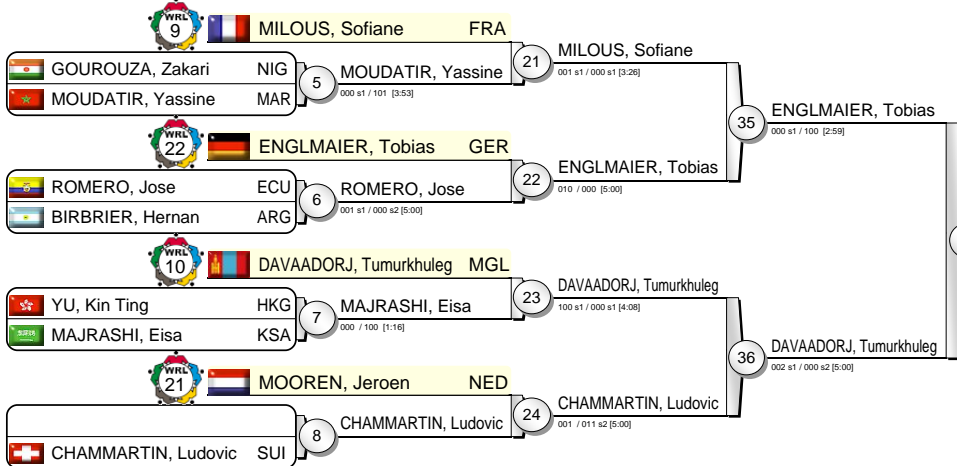 WRL
9
MILOUS, Sofiane FRA
GOUROUZA, Zakari NIG
MOUDATIR, Yassine MAR
5
MOUDATIR, Yassine
000 s1 / 101 [3:53]
21
MILOUS, Sofiane
001 s1 / 000 s1 [3:26]
WRL
22
ENGLMAIER, Tobias GER
ROMERO, Jose ECU
BIRBRIER, Hernan ARG
6
ROMERO, Jose
001 s1 / 000 s2 [5:00]
22
ENGLMAIER, Tobias
010 / 000 [5:00]
35
ENGLMAIER, Tobias
000 s1 / 100 [2:59]
WRL
10
DAVAADORJ, Tumurkhuleg MGL
YU, Kin Ting HKG
MAJRASHI, Eisa KSA
7
MAJRASHI, Eisa
000 / 100 [1:16]
23
DAVAADORJ, Tumurkhuleg
100 s1 / 000 s1 [4:08]
WRL
21
MOOREN, Jeroen NED
CHAMMARTIN, Ludovic SUI
8
CHAMMARTIN, Ludovic
24
CHAMMARTIN, Ludovic
001 / 011 s2 [5:00]
36
DAVAADORJ, Tumurkhuleg
002 s1 / 000 s2 [5:00]